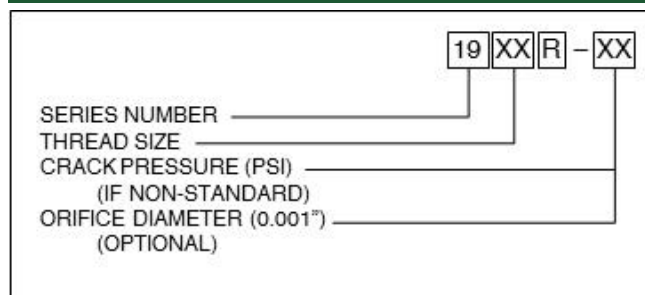 19 XX R – XX
SERIES NUMBER
THREAD SIZE
CRACK PRESSURE (PSI)
(IF NON-STANDARD)
ORIFICE DIAMETER (0.001")
(OPTIONAL)